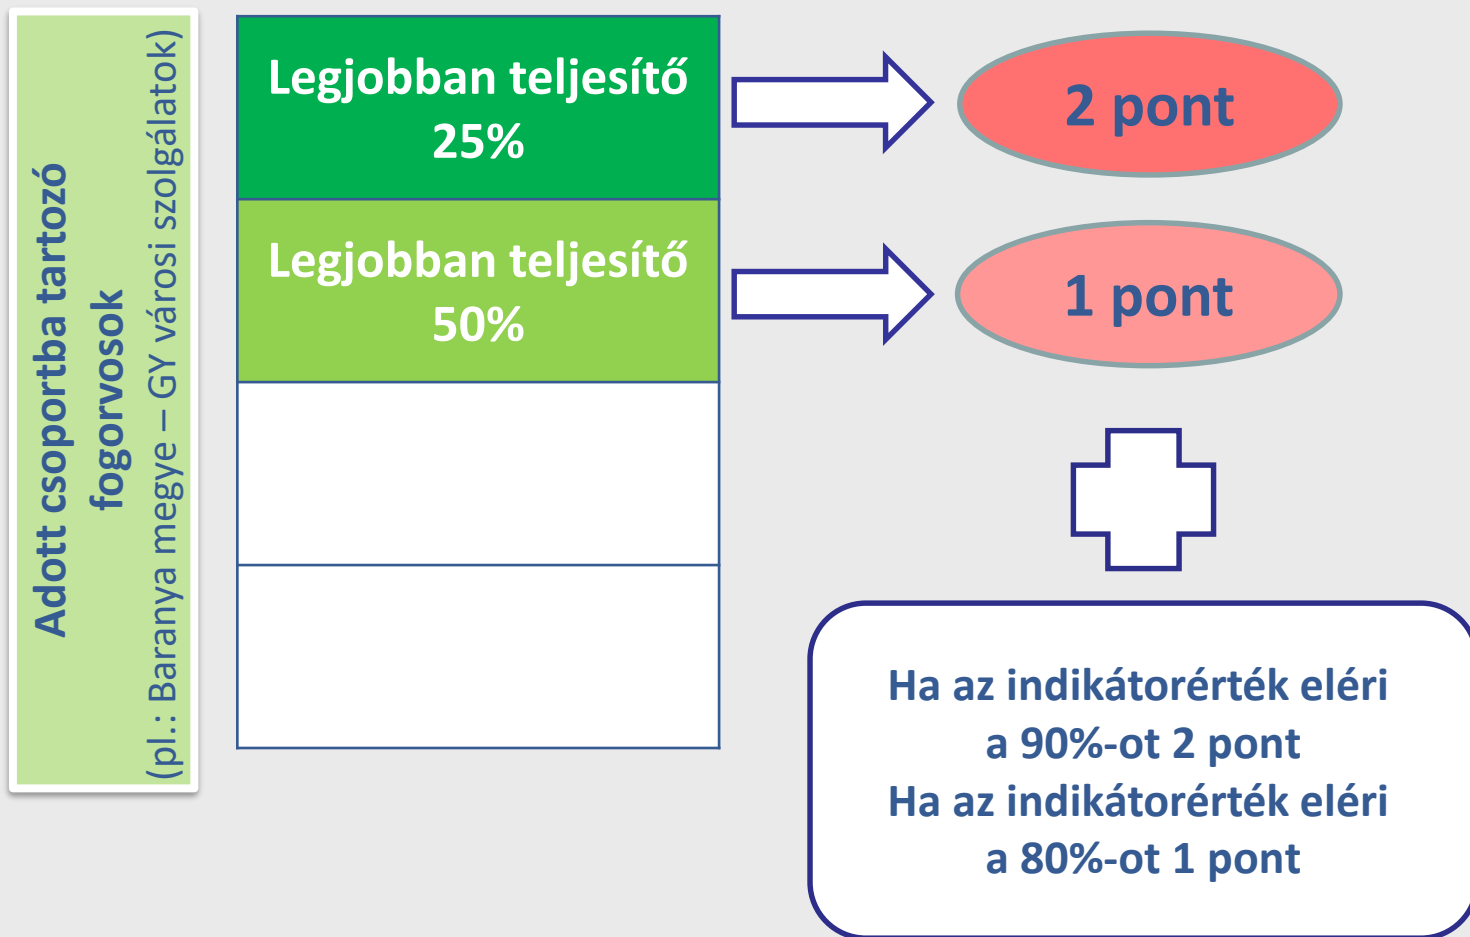 Adott csoportba tartozó
fogorvosok
(pl.: Baranya megye – GY városi szolgálatok)
Legjobban teljesítő
25%
2 pont
Legjobban teljesítő
50%
1 pont
Ha az indikátorérték eléri
a 90%-ot 2 pont
Ha az indikátorérték eléri
a 80%-ot 1 pont